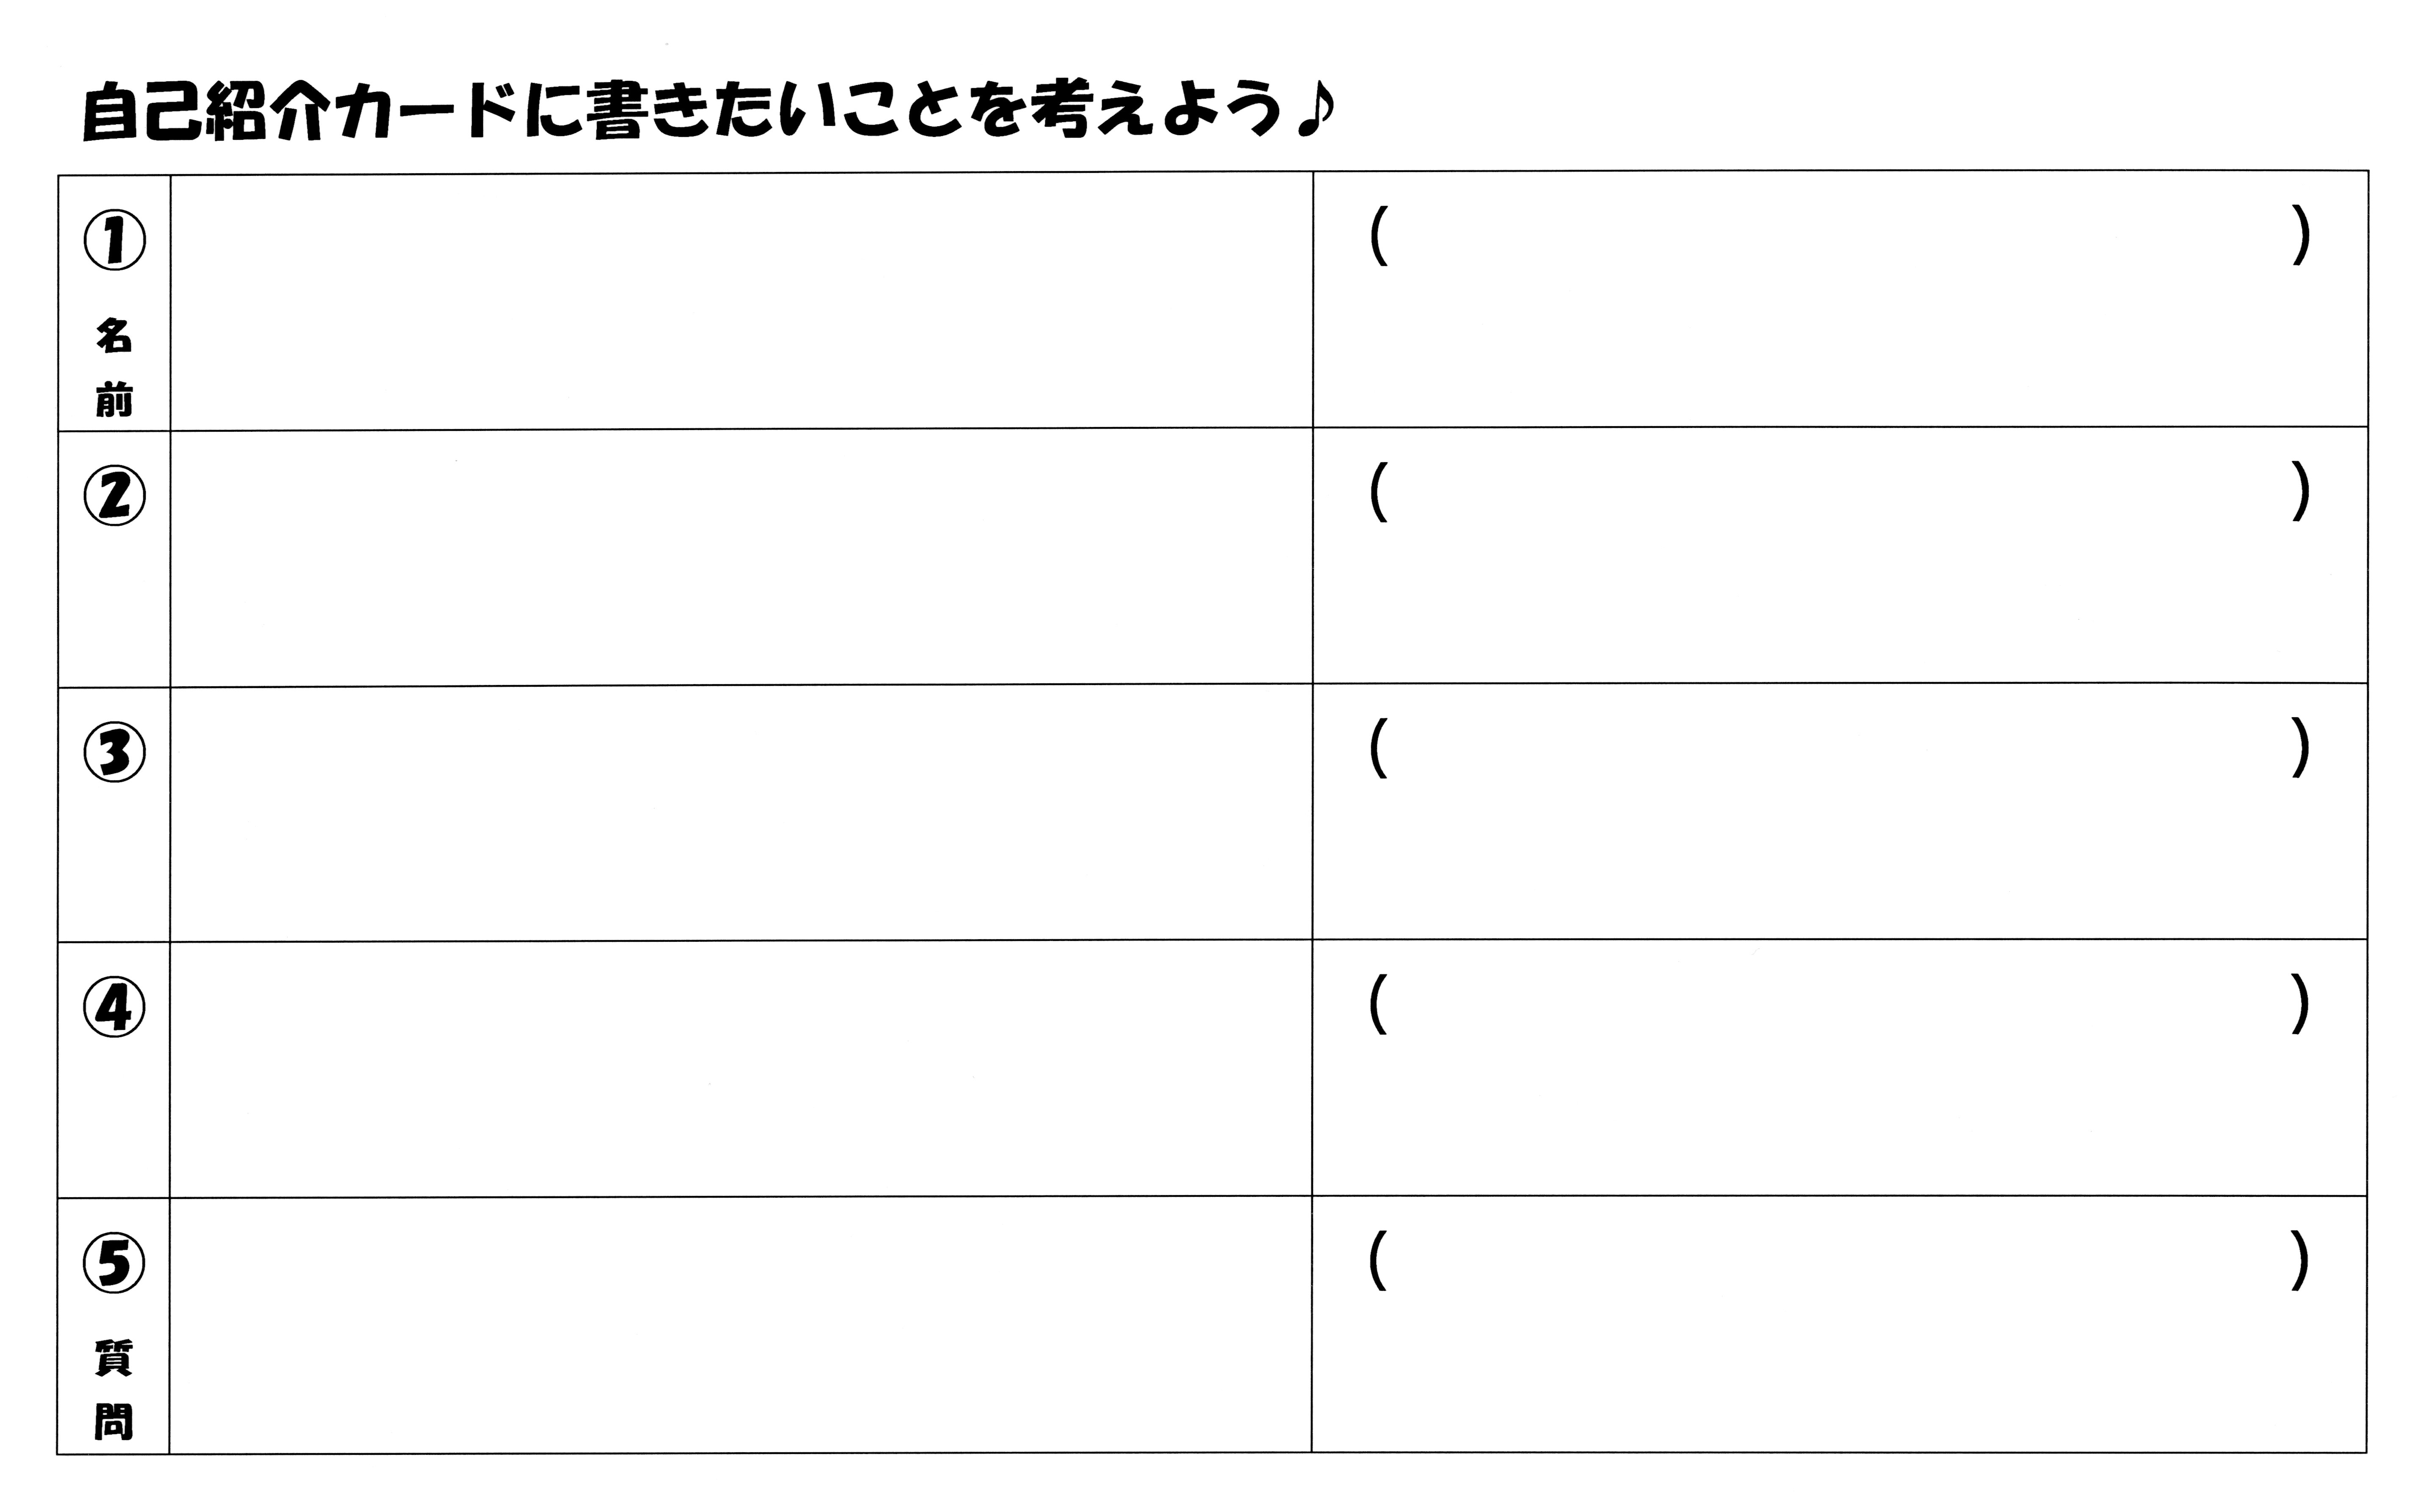 自己紹介カードに書きたいことを考えよう♪
① 名前 ( )
② ( )
③ ( )
④ ( )
⑤ 質問 ( )